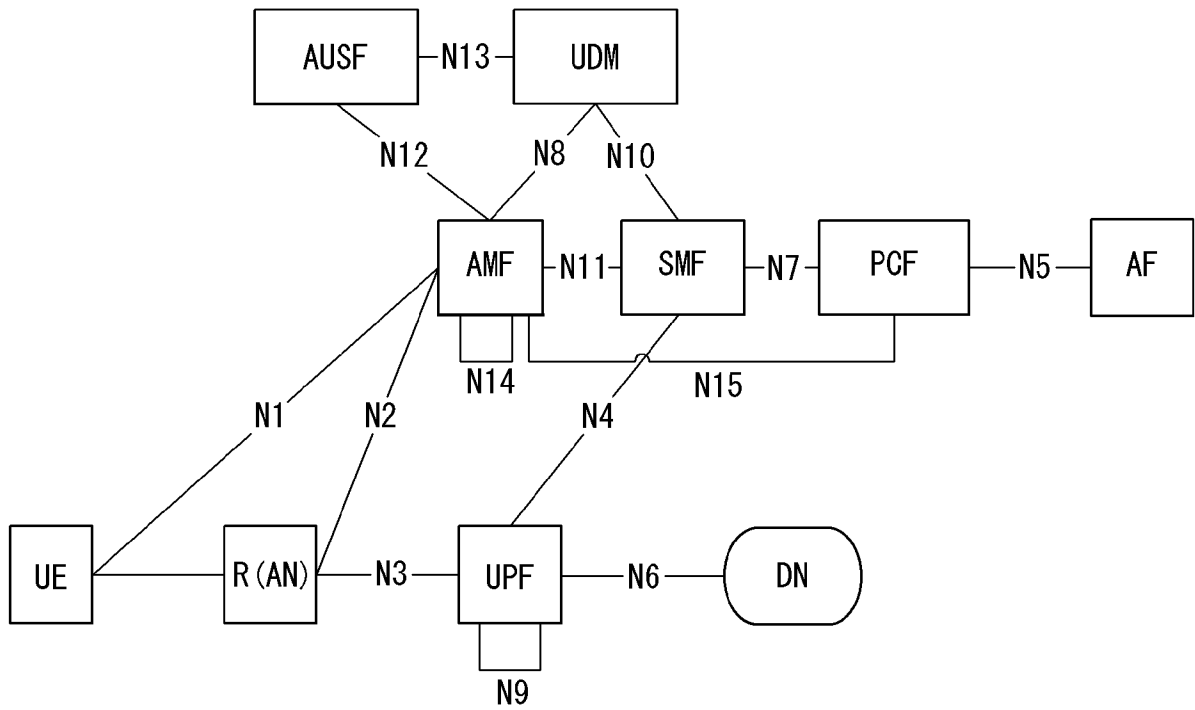 AUSF
N13
UDM
N12
N8
N10
AMF
N11
SMF
N7
PCF
N5
AF
N14
N15
N1
N2
N4
UE
R(AN)
N3
UPF
N6
DN
N9